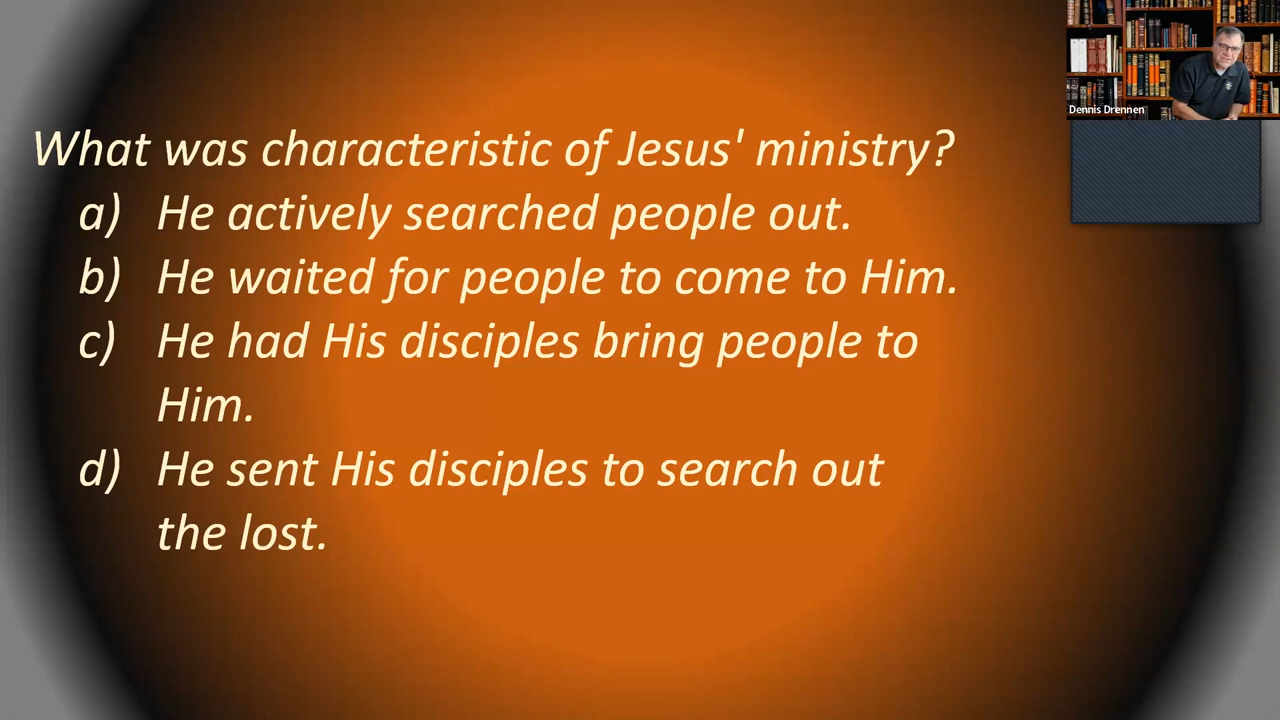 What was characteristic of Jesus' ministry?
a) He actively searched people out.
b) He waited for people to come to Him.
c) He had His disciples bring people to
Him.
d) He sent His disciples to search out
the lost.
Dennis Drennen